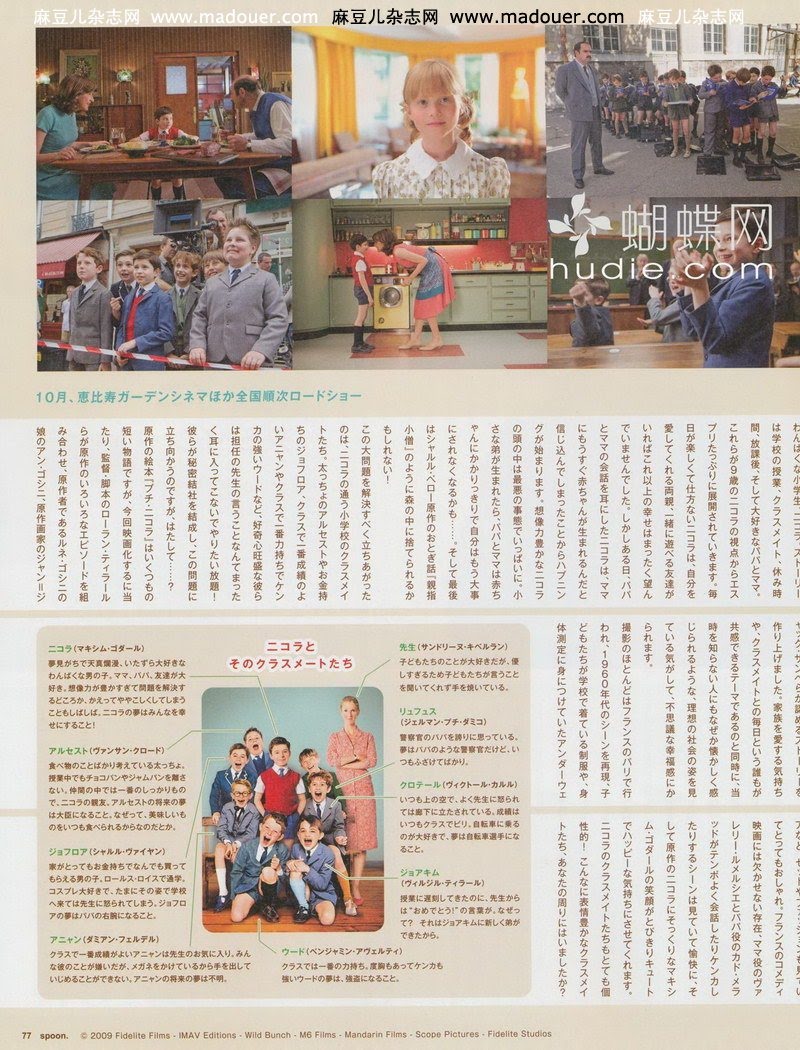 麻豆儿杂志网 www.madouer.com 麻豆儿杂志网 www.madouer.com 麻豆儿杂志网
蝴蝶网
hudie.com
10月、恵比寿ガーデンシネマほか全国順次ロードショー
は学校の授業、クラスメイト、休み時
間、放課後、そして大好きなパパとママ。
これらが9歳のニコラの視点からエス
プリたっぷりに展開されていきます。毎
日が楽しくて仕方ないニコラは、自分を
愛してくれる両親、一緒に遊べる友達が
いればこれ以上の幸せはまったく望ん
でいませんでした。しかしある日、パパ
とママの会話を耳にしたニコラは、ママ
にもうすぐ赤ちゃんが生まれるんだと
信じ込んでしまったことからハプニン
グが始まります。想像力豊かなニコラ
の頭の中は最悪の事態でいっぱいに。小
さな弟が生まれたら、パパとママは赤ち
ゃんにかかりっきりで自分はもう大事
にされなくなるかも……。そして最後
はシャルル・ペロー原作のおとぎ話『親指
小僧』のように森の中に捨てられるか
もしれない!
この大問題を解決すべく立ちあがった
のは、ニコラの通う小学校のクラスメイ
トたち。太っちょのアルセストやお金持
ちのジョフロア、クラスで一番成績のよ
いアニャンやクラスで一番力持ちでケン
カの強いウードなど、好奇心旺盛な彼ら
は担任の先生の言うことなんてまった
く耳に入ってこないでやりたい放題!
彼らが秘密結社を結成し、この問題に
立ち向かうのですが、はたして……?
原作の絵本『プチ・ニコラ』はいくつもの
短い物語ですが、今回映画化するに当
たり、監督・脚本のローラン・ティラール
らが原作のいろいろなエピソードを組
み合わせ、原作者であるルネ・ゴシニの
娘のアン・ゴシニ、原作画家のジャン=ジ
作り上げました。家族を愛する気持ち
や、クラスメイトとの毎日という誰もが
共感できるテーマであるのと同時に、当
時を知らない人にもなぜか懐かしく感
じられるような、理想の社会の姿を見
ている気がして、不思議な幸福感にか
られます。
撮影のほとんどはフランスのパリで行
われ、1960年代のシーンを再現。子
どもたちが学校で着ている制服や、身
体測定に身につけていたアンダーウェ
てとってもおしゃれ。フランスのコメディ
映画には欠かせない存在、ママ役のヴァ
レリー・ルメルシエとパパ役のカド・メラ
ッドがテンポよく会話したりケンカし
たりするシーンは見ていて愉快に、そ
して原作のニコラにそっくりなマキシ
ム・ゴダールの笑顔がとびきりキュート
でハッピーな気持ちにさせてくれます。
ニコラのクラスメイトたちもとても個
性的! こんなに表情豊かなクラスメイ
トたち、あなたの周りにはいましたか?
ニコラと
そのクラスメートたち
ニコラ(マキシム・ゴダール)
夢見がちで天真爛漫、いたずら大好きな
わんぱくな男の子。ママ、パパ、友達が大
好き。想像力が豊かすぎて問題を解決す
るどころか、かえってややこしくしてしまう
こともしばしば。ニコラの夢はみんなを幸
せにすること!
アルセスト(ヴァンサン・クロード)
食べ物のことばかり考えている太っちょ。
授業中でもチョコパンやジャムパンを離さ
ない。仲間の中では一番のしっかりもの
で、ニコラの親友。アルセストの将来の夢
は大臣になること。なぜって、美味しいも
のをいつも食べられるからなのだとか。
ジョフロア(シャルル・ヴァイヤン)
家がとってもお金持ちでなんでも買って
もらえる男の子。ロールス・ロイスで通学。
コスプレ大好きで、たまにその姿で学校
へ来ては先生に怒られてしまう。ジョフロ
アの夢はパパの右腕になること。
アニャン(ダミアン・フェルデル)
クラスで一番成績がよいアニャンは先生のお気に入り。みん
な彼のことが嫌いだが、メガネをかけているから手を出して
いじめることができない。アニャンの将来の夢は不明。
先生(サンドリーヌ・キベルラン)
子どもたちのことが大好きだが、優
しすぎるため子どもたちが言うこと
を聞いてくれず手を焼いている。
リュフュス
(ジェルマン・プチ・ダミコ)
警察官のパパを誇りに思っている。
夢はパパのような警察官だけど、い
つもふざけてばかり。
クロテール(ヴィクトール・カルル)
いつも上の空で、よく先生に怒られ
ては廊下に立たされている。成績は
いつもクラスでビリ。自転車に乗る
のが大好きで、夢は自転車選手にな
ること。
ジョアキム
(ヴィルジル・ティラール)
授業に遅刻してきたのに、先生から
は"おめでとう!"の言葉が。なぜっ
て? それはジョアキムに新しく弟が
できたから。
ウード(ベンジャミン・アヴェルティ)
クラスでは一番の力持ち。度胸もあってケンカも
強いウードの夢は、強盗になること。
77 spoon. © 2009 Fidelite Films - IMAV Editions - Wild Bunch - M6 Films - Mandarin Films - Scope Pictures - Fidelite Studios